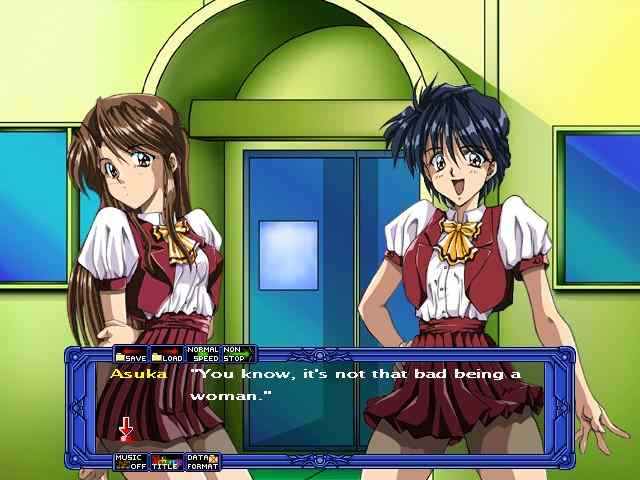 SAVE LOAD NORMAL SPEED NON STOP
Asuka "You know, it's not that bad being a
woman."
MUSIC OFF TITLE DATA FORMAT